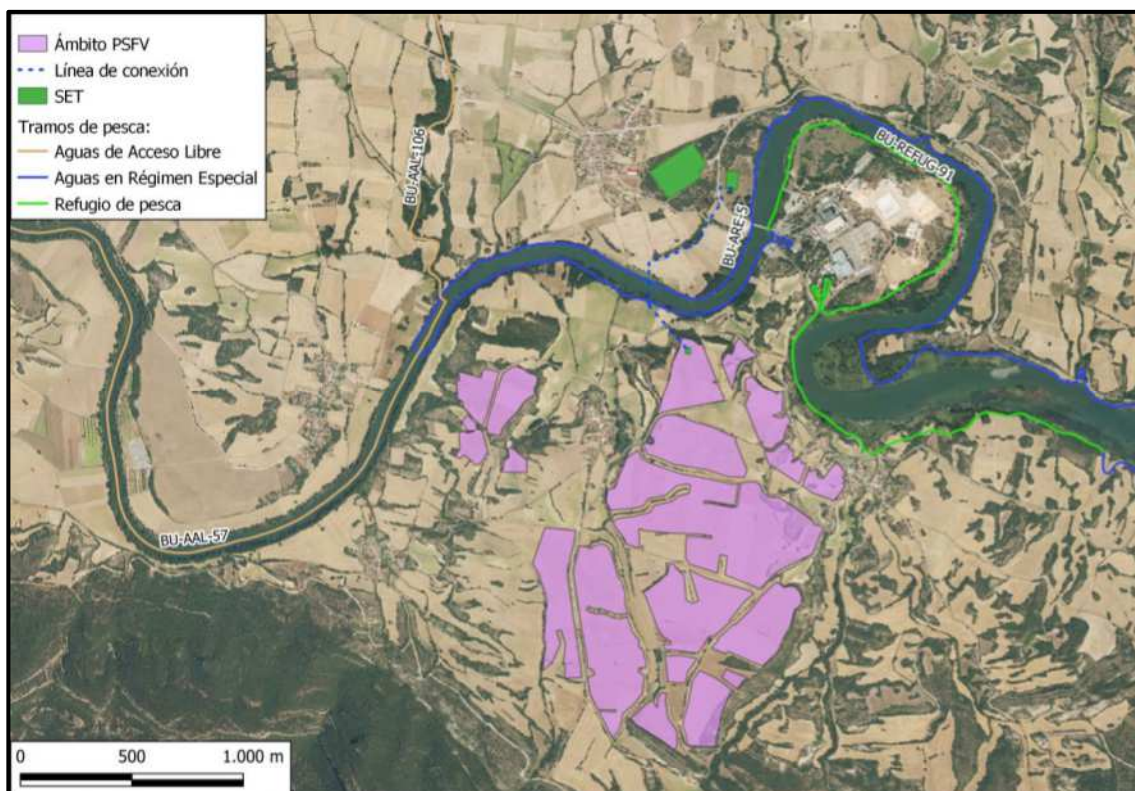 Ámbito PSFV
Línea de conexión
SET
Tramos de pesca:
Aguas de Acceso Libre
Aguas en Régimen Especial
Refugio de pesca
BU-AAL-106
BU-REFUG-91
BU-ARE-5
BU-AAL-57
0 500 1.000 m